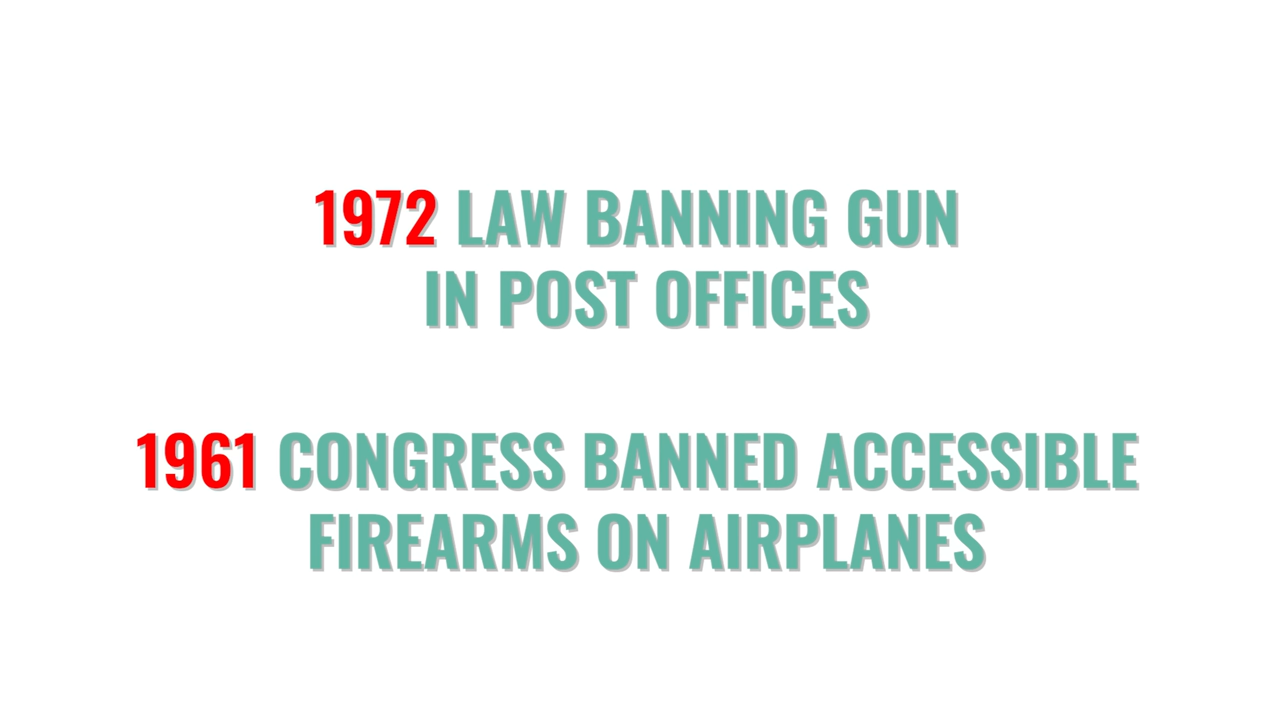 1972 LAW BANNING GUN
IN POST OFFICES
1961 CONGRESS BANNED ACCESSIBLE
FIREARMS ON AIRPLANES